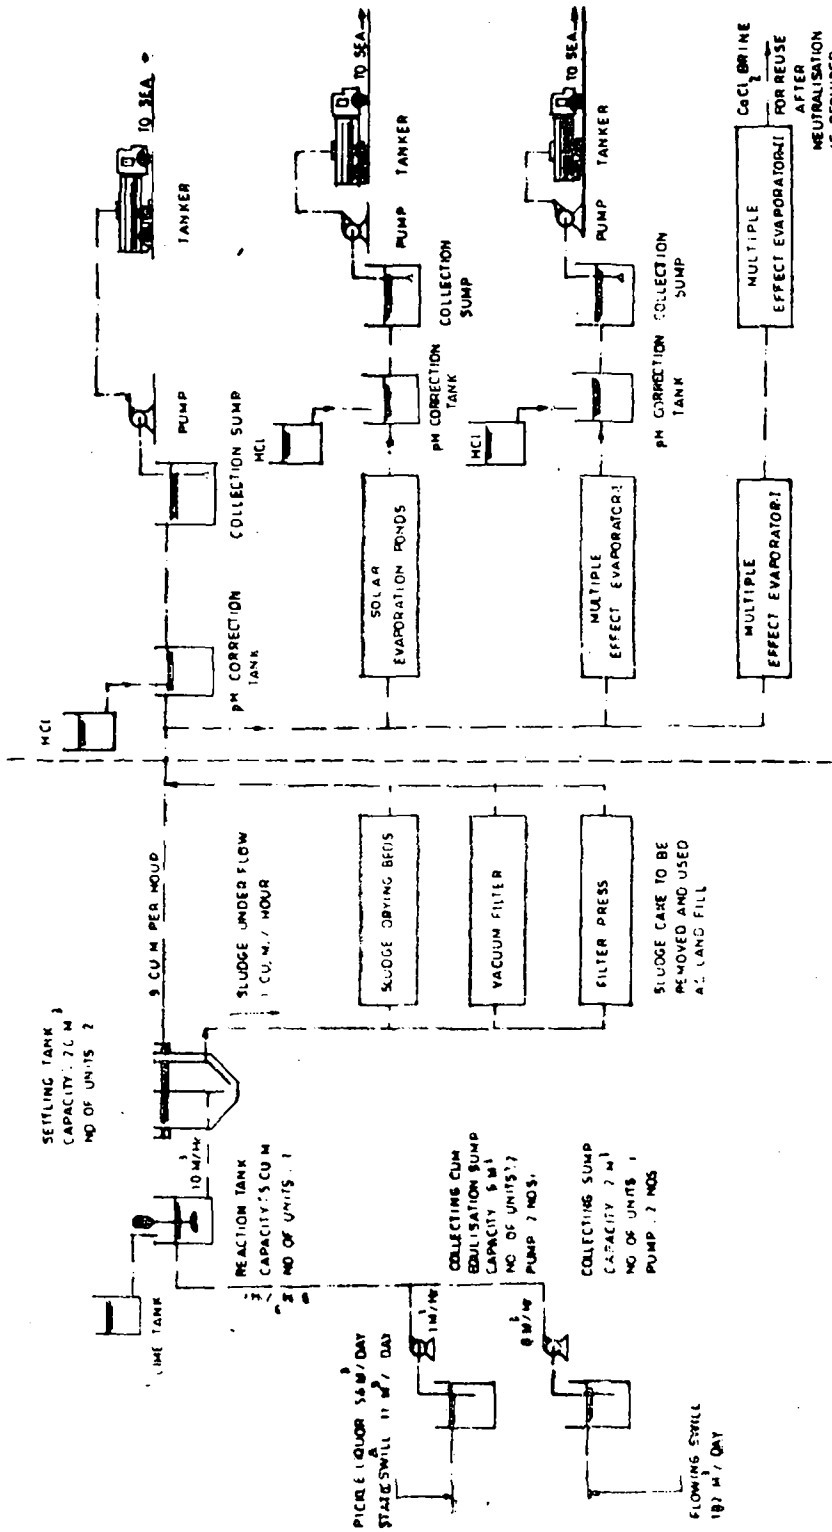 PICKLE LIQUOR 5.6 M³/DAY
&
STATIC SWILL 11 M³/ DAY
FLOWING SWILL
182 M³/ DAY
1 M³/Hr
8 M³/Hr
COLLECTING CUM
EQULISATION SUMP
CAPACITY 6 M³
NO OF UNITS: 2
PUMP 2 NOS.
COLLECTING SUMP
CAPACITY 2 M³
NO OF UNITS 1
PUMP . 2 NOS
LIME TANK
REACTION TANK
CAPACITY: 5 CU M
NO OF UNITS .
10 M³/Hr
SETTLING TANK
CAPACITY: 20 M³
NO OF UNITS 2
9 CU M PER HOUR
SLUDGE UNDER FLOW
1 CU. M. / HOUR
SLUDGE DRYING BEDS
VACUUM FILTER
FILTER PRESS
SLUDGE CAKE TO BE
REMOVED AND USED
AS LAND FILL
HCl
pH CORRECTION
TANK
COLLECTION SUMP
PUMP
TANKER
TO SEA
SOLAR
EVAPORATION PONDS
HCl
pH CORRECTION
TANK
COLLECTION
SUMP
PUMP
TANKER
TO SEA
MULTIPLE
EFFECT EVAPORATOR-I
HCl
pH CORRECTION
TANK
COLLECTION
SUMP
PUMP
TANKER
TO SEA
MULTIPLE
EFFECT EVAPORATOR-I
MULTIPLE
EFFECT EVAPORATOR-II
CaCl₂ BRINE
FOR REUSE
AFTER
NEUTRALISATION